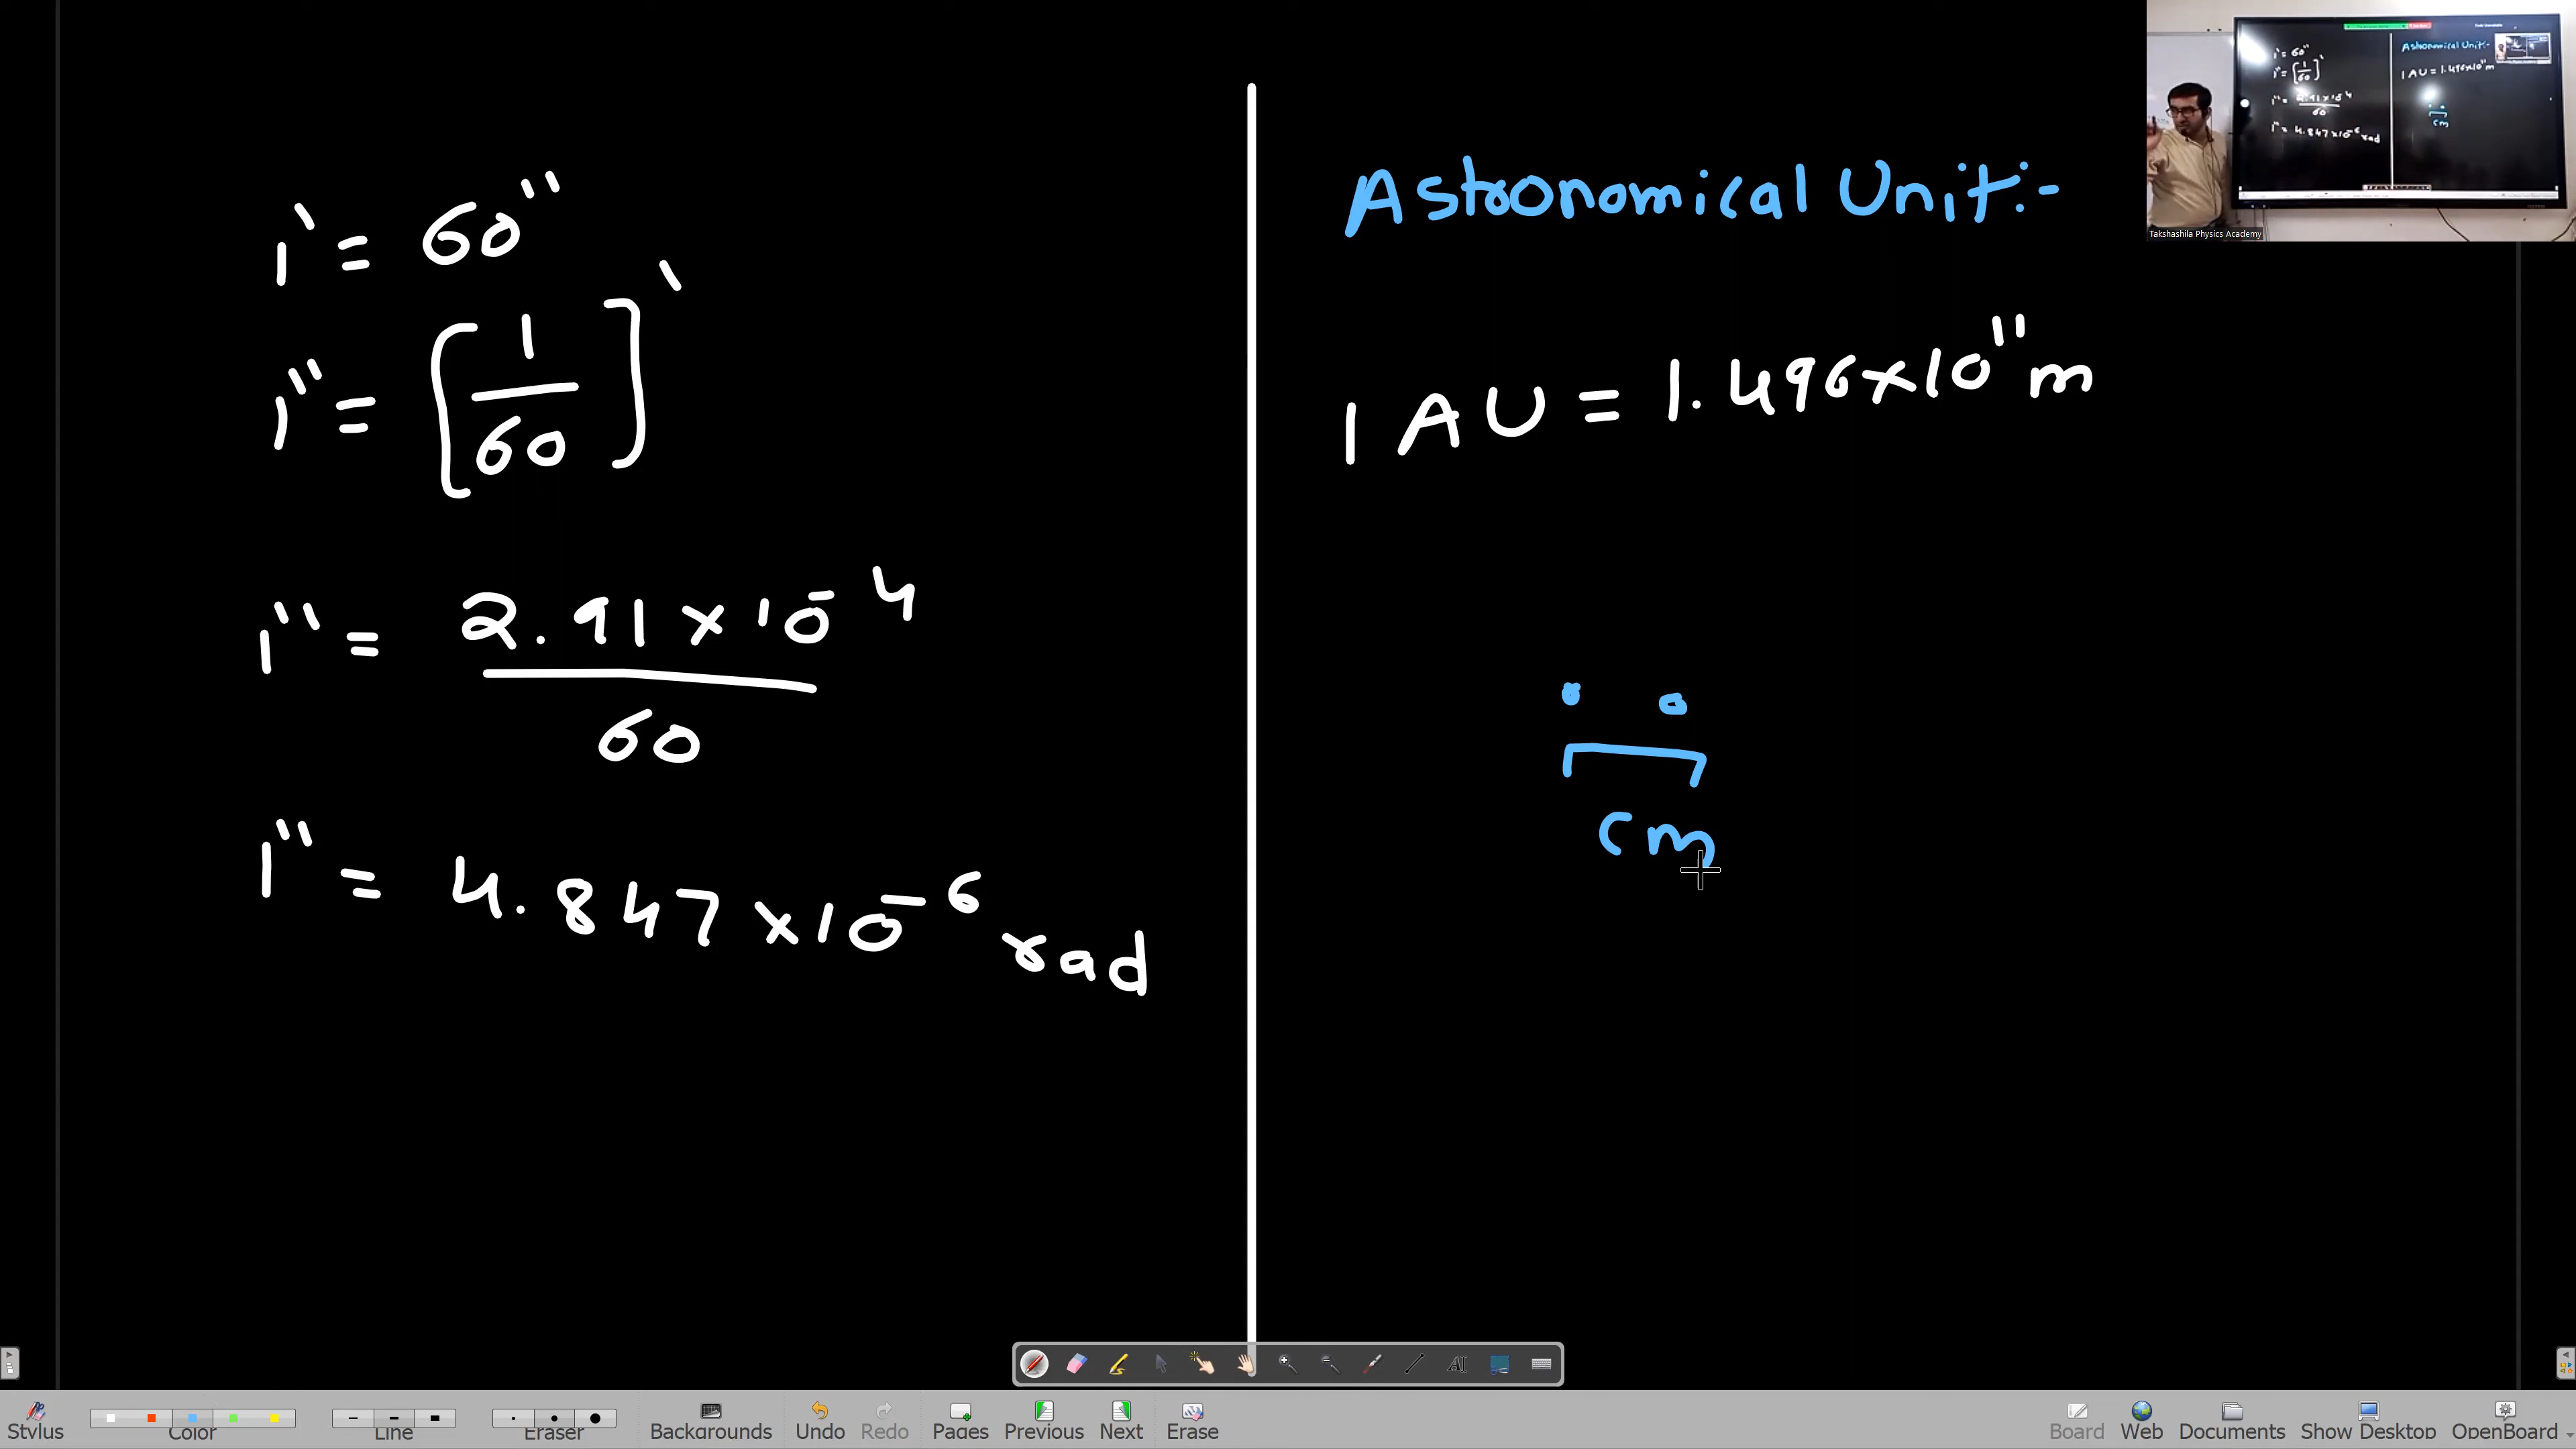 1' = 60"
1" = [1/60]'
1" = 2.91 × 10⁻⁴ / 60
1" = 4.847 × 10⁻⁶ rad
Astronomical Unit:-
1 AU = 1.496 × 10¹¹ m
cm
Takshashila Physics Academy
Stylus
Color
Line
Eraser
Backgrounds
Undo
Redo
Pages
Previous
Next
Erase
Board
Web
Documents
Show Desktop
OpenBoard